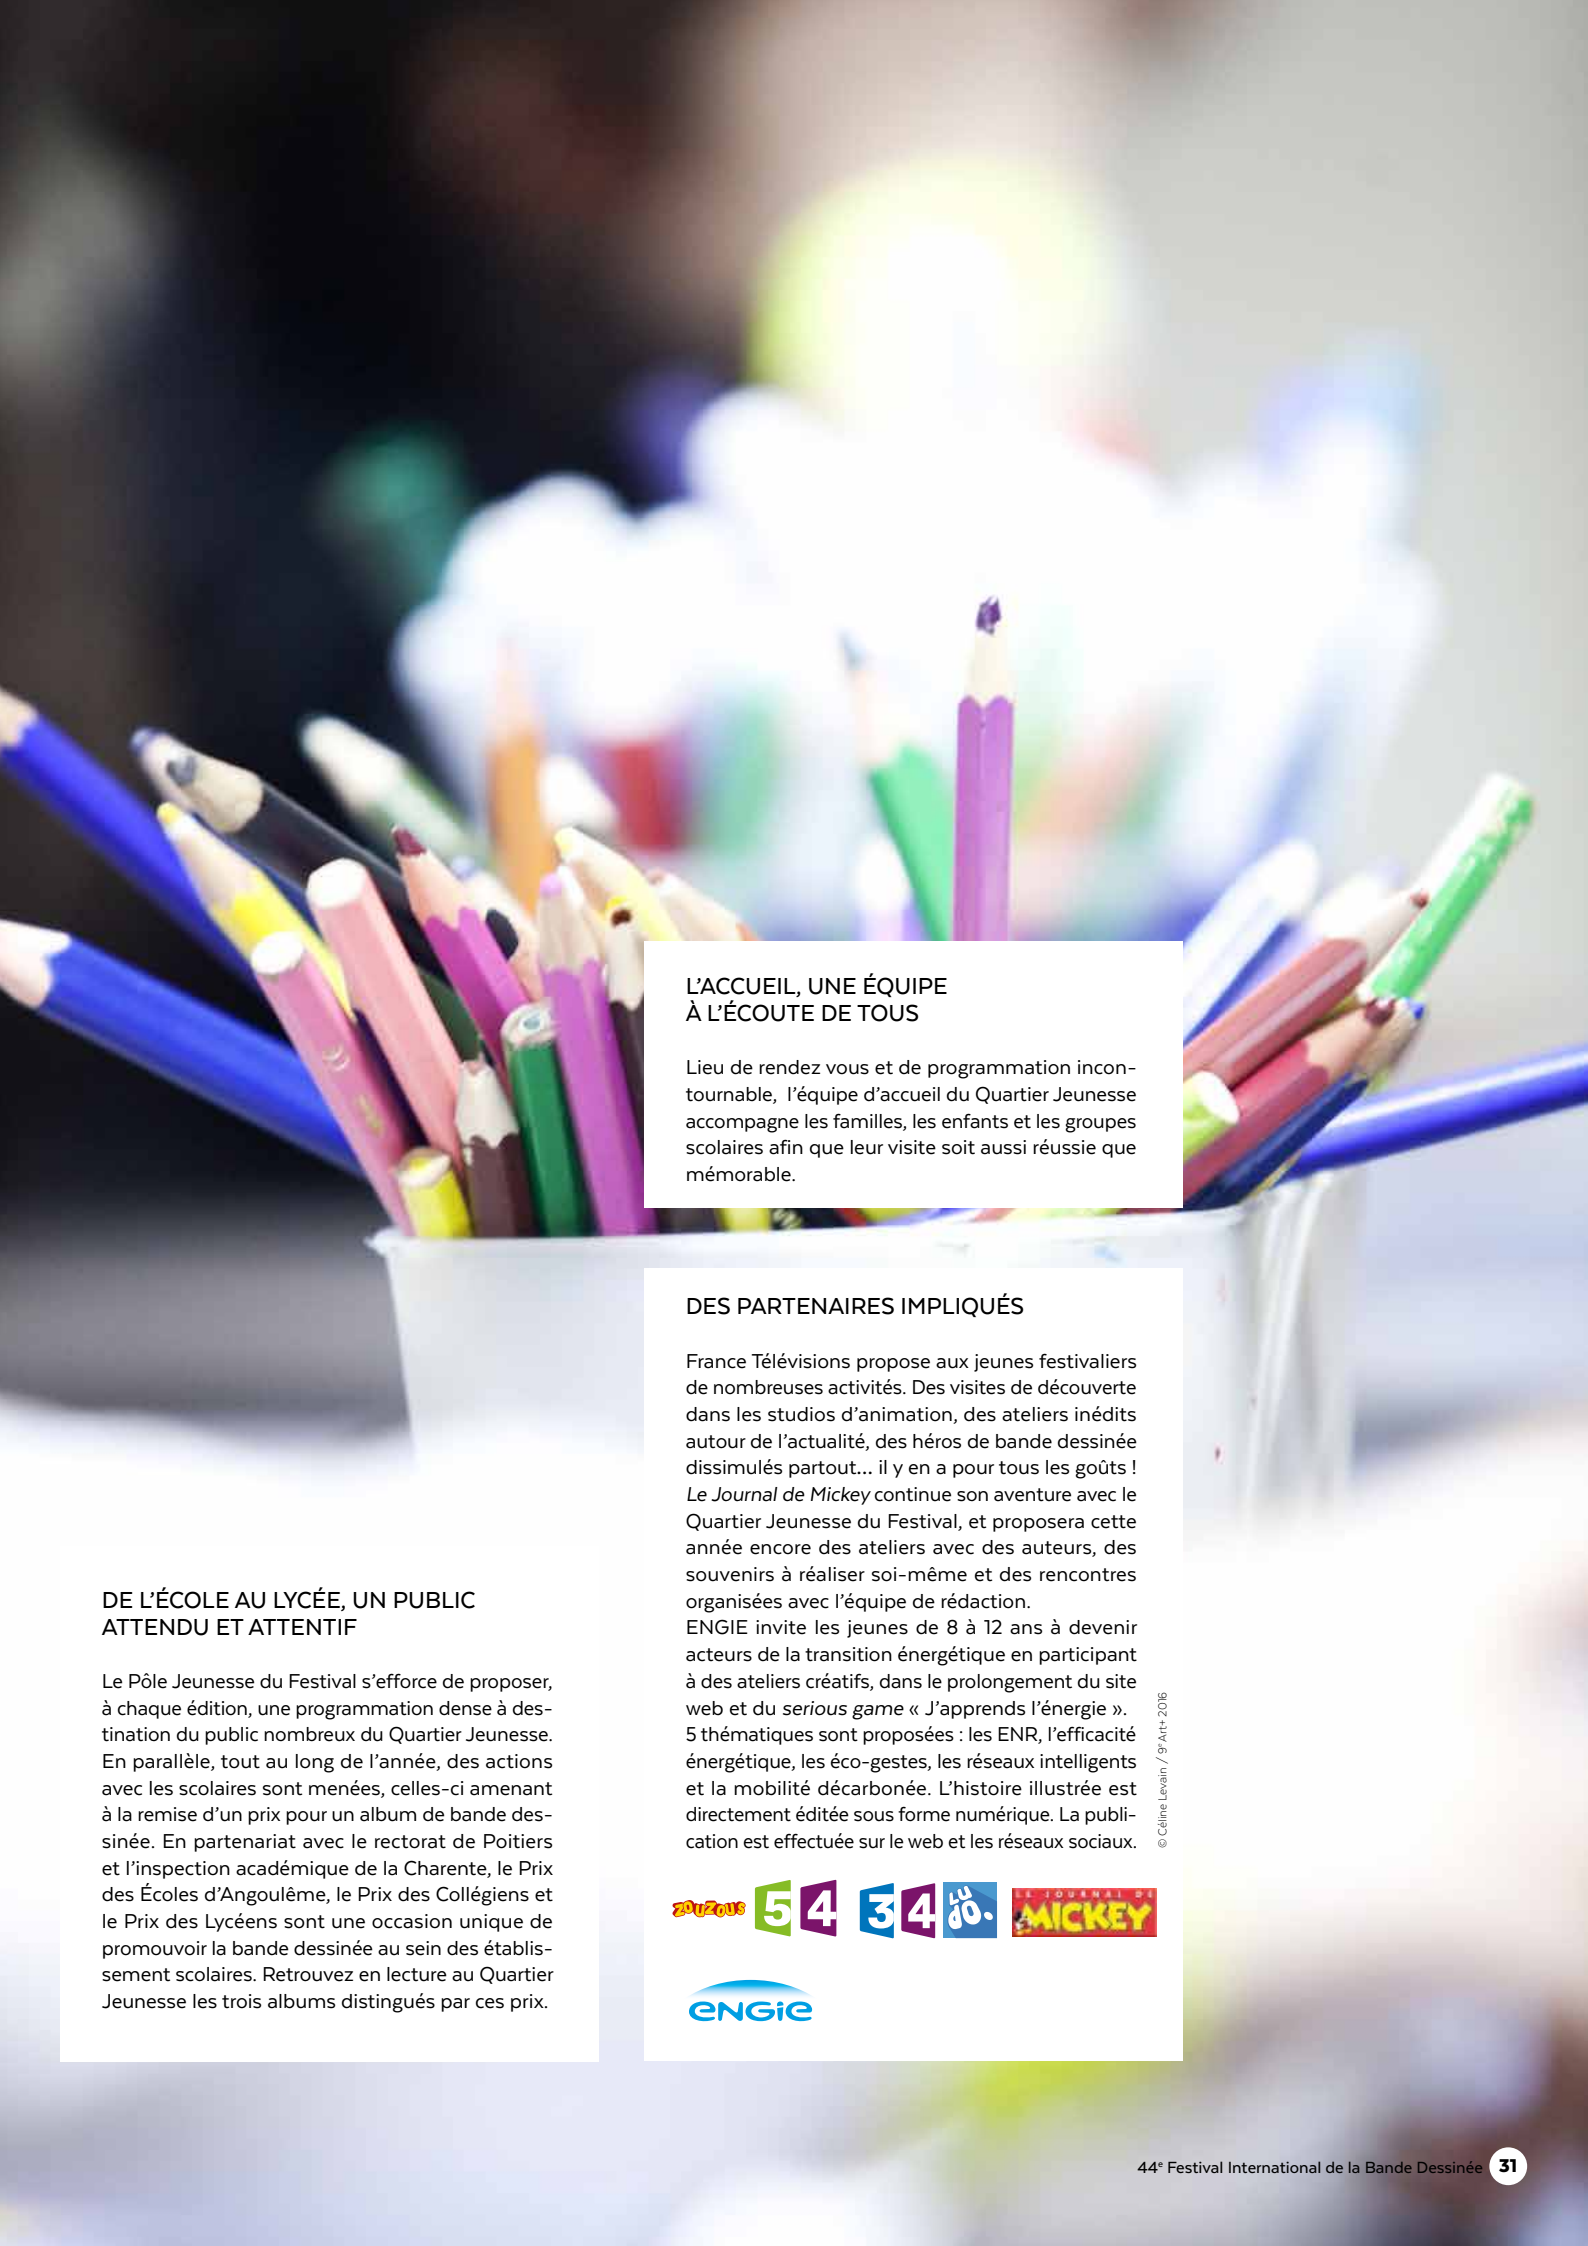 L'ACCUEIL, UNE ÉQUIPE
À L'ÉCOUTE DE TOUS
Lieu de rendez vous et de programmation incon-
tournable, l'équipe d'accueil du Quartier Jeunesse
accompagne les familles, les enfants et les groupes
scolaires afin que leur visite soit aussi réussie que
mémorable.
DE L'ÉCOLE AU LYCÉE, UN PUBLIC
ATTENDU ET ATTENTIF
Le Pôle Jeunesse du Festival s'efforce de proposer,
à chaque édition, une programmation dense à des-
tination du public nombreux du Quartier Jeunesse.
En parallèle, tout au long de l'année, des actions
avec les scolaires sont menées, celles-ci amenant
à la remise d'un prix pour un album de bande des-
sinée. En partenariat avec le rectorat de Poitiers
et l'inspection académique de la Charente, le Prix
des Écoles d'Angoulême, le Prix des Collégiens et
le Prix des Lycéens sont une occasion unique de
promouvoir la bande dessinée au sein des établis-
sement scolaires. Retrouvez en lecture au Quartier
Jeunesse les trois albums distingués par ces prix.
DES PARTENAIRES IMPLIQUÉS
France Télévisions propose aux jeunes festivaliers
de nombreuses activités. Des visites de découverte
dans les studios d'animation, des ateliers inédits
autour de l'actualité, des héros de bande dessinée
dissimulés partout... il y en a pour tous les goûts !
Le Journal de Mickey continue son aventure avec le
Quartier Jeunesse du Festival, et proposera cette
année encore des ateliers avec des auteurs, des
souvenirs à réaliser soi-même et des rencontres
organisées avec l'équipe de rédaction.
ENGIE invite les jeunes de 8 à 12 ans à devenir
acteurs de la transition énergétique en participant
à des ateliers créatifs, dans le prolongement du site
web et du serious game « J'apprends l'énergie ».
5 thématiques sont proposées : les ENR, l'efficacité
énergétique, les éco-gestes, les réseaux intelligents
et la mobilité décarbonée. L'histoire illustrée est
directement éditée sous forme numérique. La publi-
cation est effectuée sur le web et les réseaux sociaux.
© Céline Levain / 9e Art+ 2016
ZOUZOUS 5 4 3 4 LUDO. LE JOURNAL DE MICKEY
ENGIE
44e Festival International de la Bande Dessinée 31